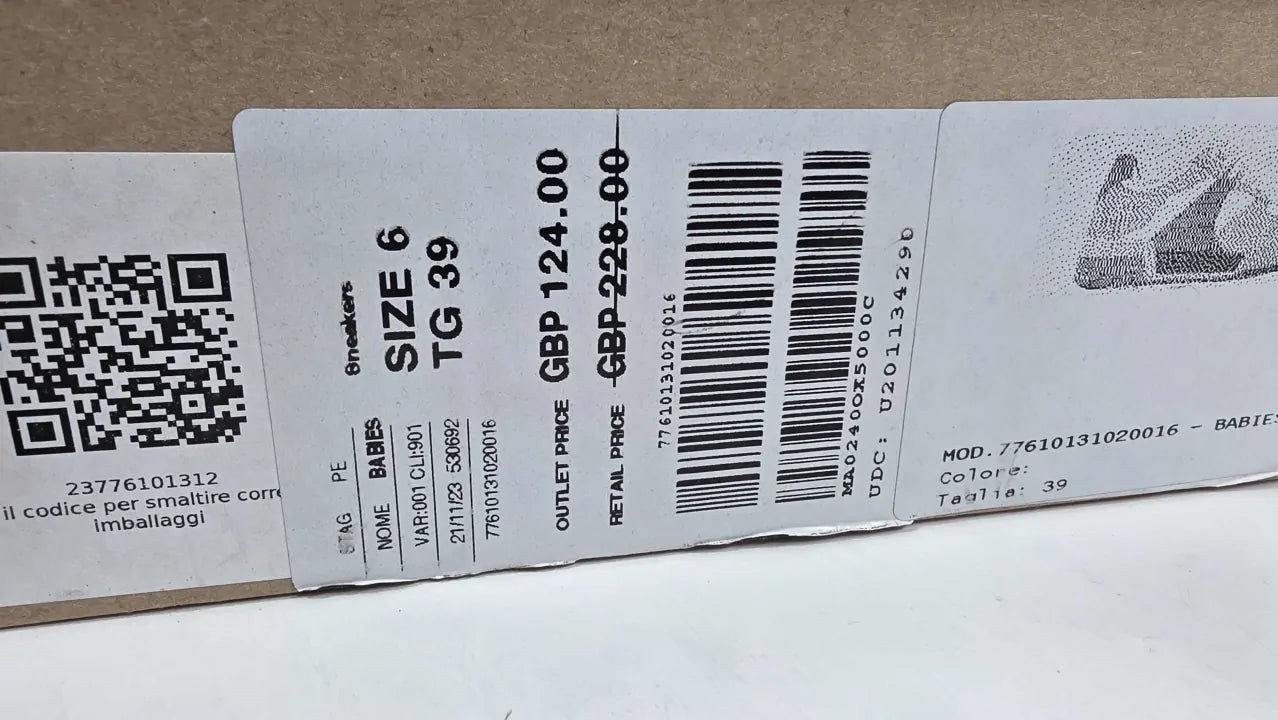 23776101312
il codice per smaltire corre
imballaggi
Sneakers
SIZE 6
TG 39
STAG PE
NOME BABIES
VAR:001 CLI:901
21/11/23 530692
77610131020016
OUTLET PRICE GBP 124.00
RETAIL PRICE GBP 228.00
77610131020016
MA0240OX5000C
UDC: U20113429D
MOD.77610131020016 - BABIES
Colore:
Taglia: 39